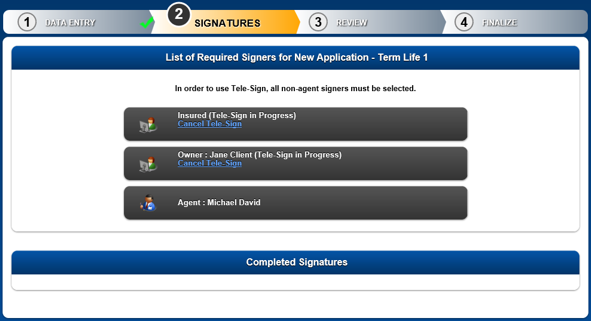 1 DATA ENTRY
2 SIGNATURES
3 REVIEW
4 FINALIZE
List of Required Signers for New Application - Term Life 1
In order to use Tele-Sign, all non-agent signers must be selected.
Insured (Tele-Sign in Progress)
Cancel Tele-Sign
Owner : Jane Client (Tele-Sign in Progress)
Cancel Tele-Sign
Agent : Michael David
Completed Signatures